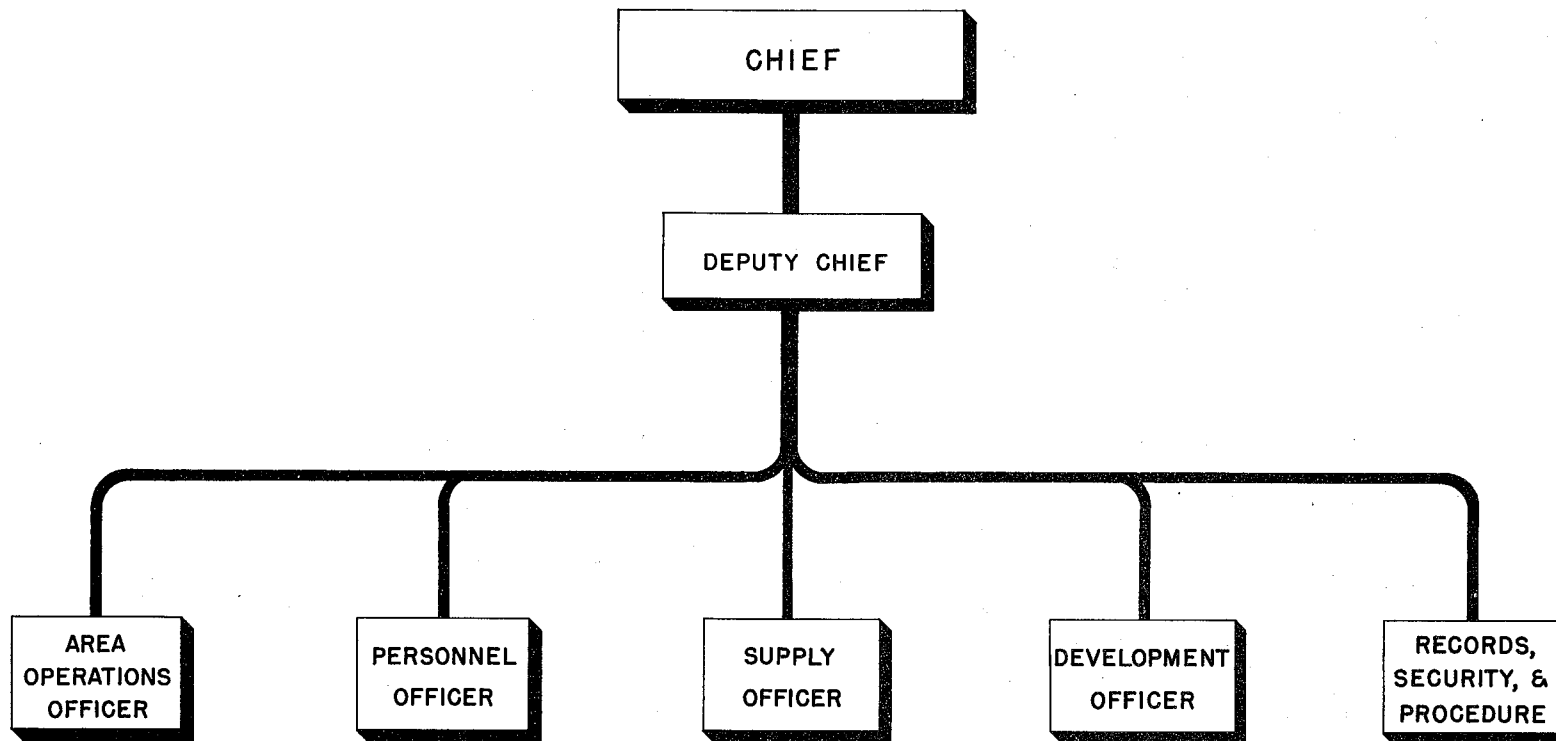 CHIEF
DEPUTY CHIEF
AREA
OPERATIONS
OFFICER
PERSONNEL
OFFICER
SUPPLY
OFFICER
DEVELOPMENT
OFFICER
RECORDS,
SECURITY, &
PROCEDURE